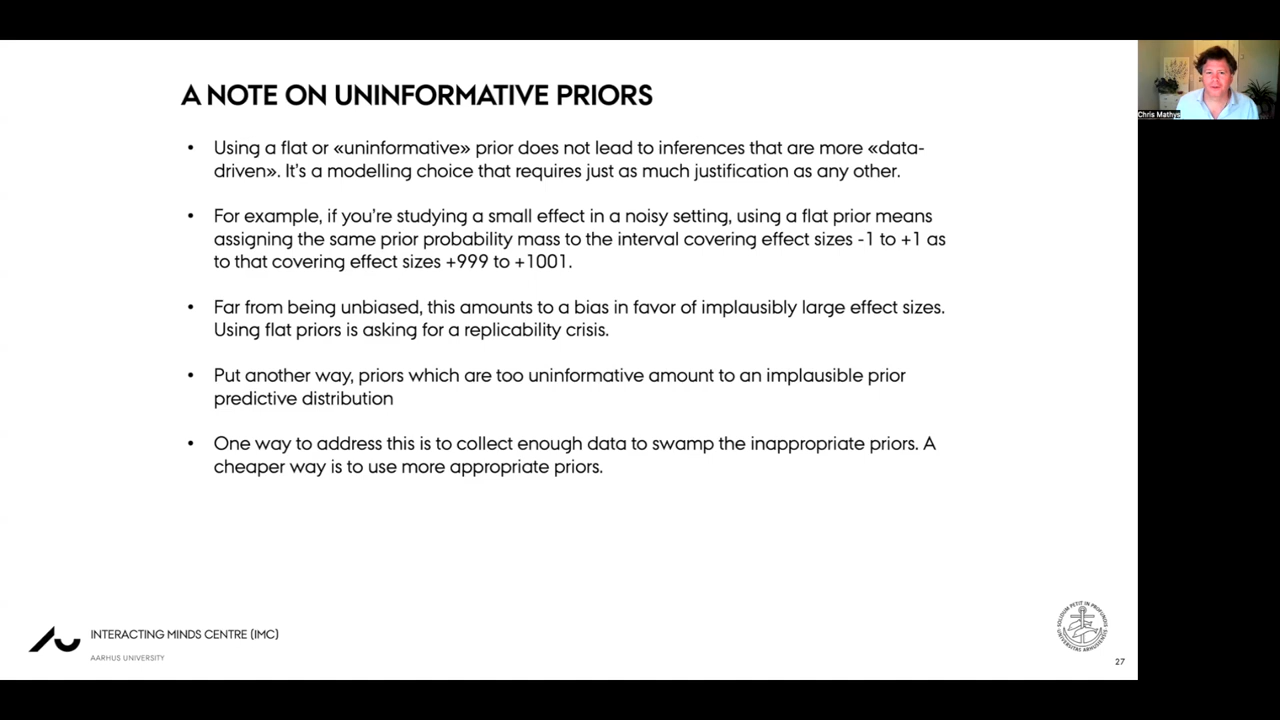 A NOTE ON UNINFORMATIVE PRIORS
• Using a flat or «uninformative» prior does not lead to inferences that are more «data-
driven». It's a modelling choice that requires just as much justification as any other.
• For example, if you're studying a small effect in a noisy setting, using a flat prior means
assigning the same prior probability mass to the interval covering effect sizes -1 to +1 as
to that covering effect sizes +999 to +1001.
• Far from being unbiased, this amounts to a bias in favor of implausibly large effect sizes.
Using flat priors is asking for a replicability crisis.
• Put another way, priors which are too uninformative amount to an implausible prior
predictive distribution
• One way to address this is to collect enough data to swamp the inappropriate priors. A
cheaper way is to use more appropriate priors.
Chris Mathys
INTERACTING MINDS CENTRE (IMC)
AARHUS UNIVERSITY
SOLIDUM PETIT IN PROFUNDIS
UNIVERSITAS ARHUSIENSIS
27